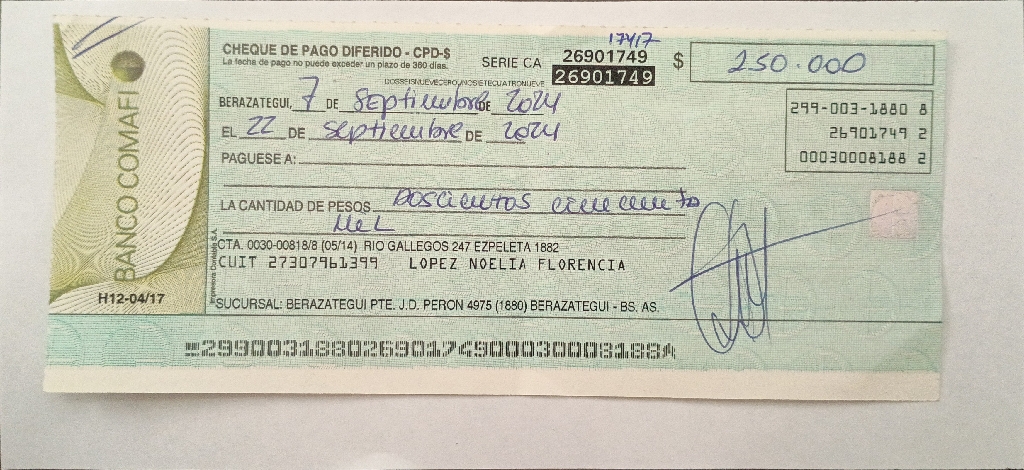 17417
CHEQUE DE PAGO DIFERIDO - CPD-$
La fecha de pago no puede exceder un plazo de 360 días.
SERIE CA 26901749
26901749
$ 250.000
DOSSEISNUEVECEROUNOSIETECUATRONUEVE
BERAZATEGUI, 7 DE Septiembre DE 2024
EL 22 DE septiembre DE 2024
299-003-1880 8
26901749 2
00030008188 2
PAGUESE A:
LA CANTIDAD DE PESOS Doscientos cincuenta
Mil
CTA. 0030-00818/8 (05/14) RIO GALLEGOS 247 EZPELETA 1882
CUIT 27307961399 LOPEZ NOELIA FLORENCIA
SUCURSAL: BERAZATEGUI PTE. J.D. PERON 4975 (1880) BERAZATEGUI - BS. AS.
BANCO COMAFI
H12-04/17
29900318802690174900030008188